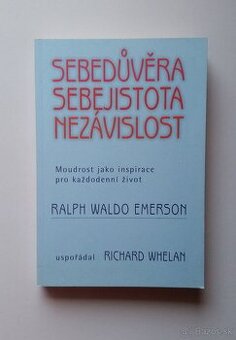 SEBEDŮVĚRA
SEBEJISTOTA
NEZÁVISLOST
Moudrost jako inspirace
pro každodenní život
RALPH WALDO EMERSON
uspořádal RICHARD WHELAN